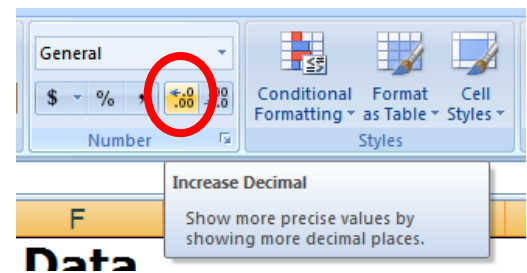 General
$ % , .0 .00 .00 .0
Number
Conditional Formatting
Format as Table
Cell Styles
Styles
Increase Decimal
Show more precise values by
showing more decimal places.
F
Data